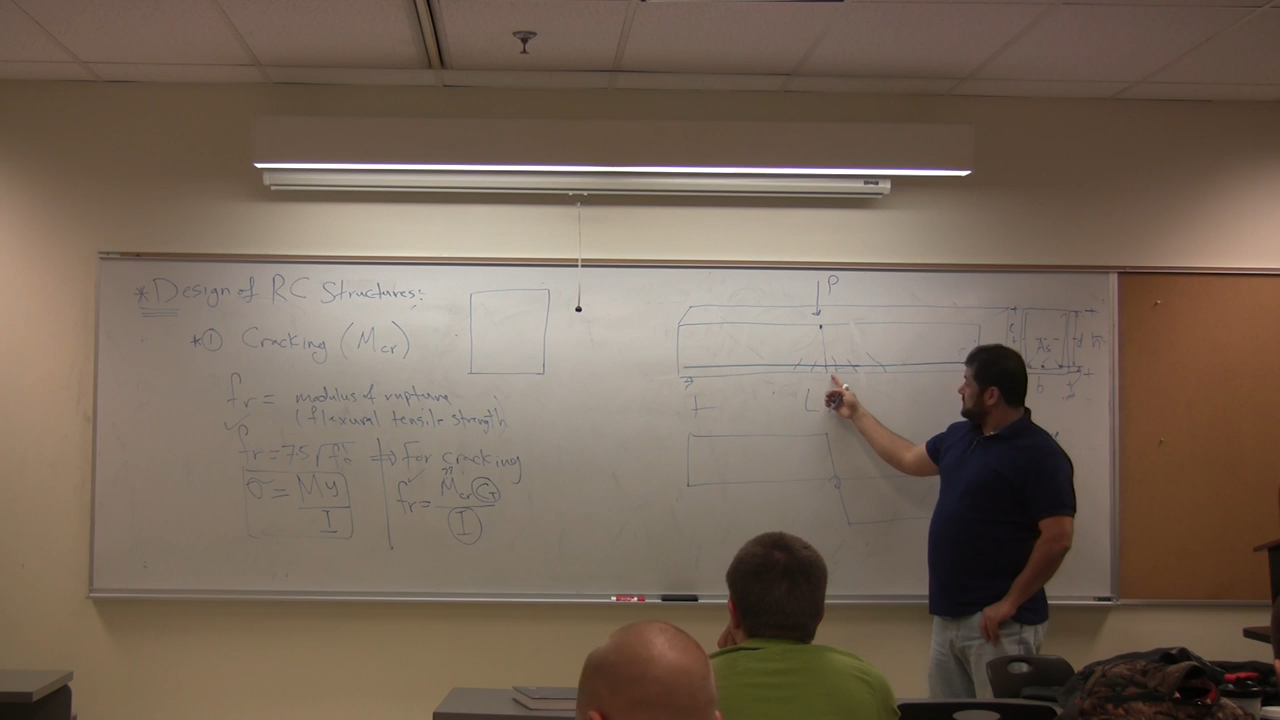 *Design of RC Structures:
*① Cracking (Mcr)
fr = modulus of rupture
(flexural tensile strength)
fr = 7.5√f'c ⇒ for cracking
σ = My / I
fr = Mcr CT / I
P
L
As
d
h
b